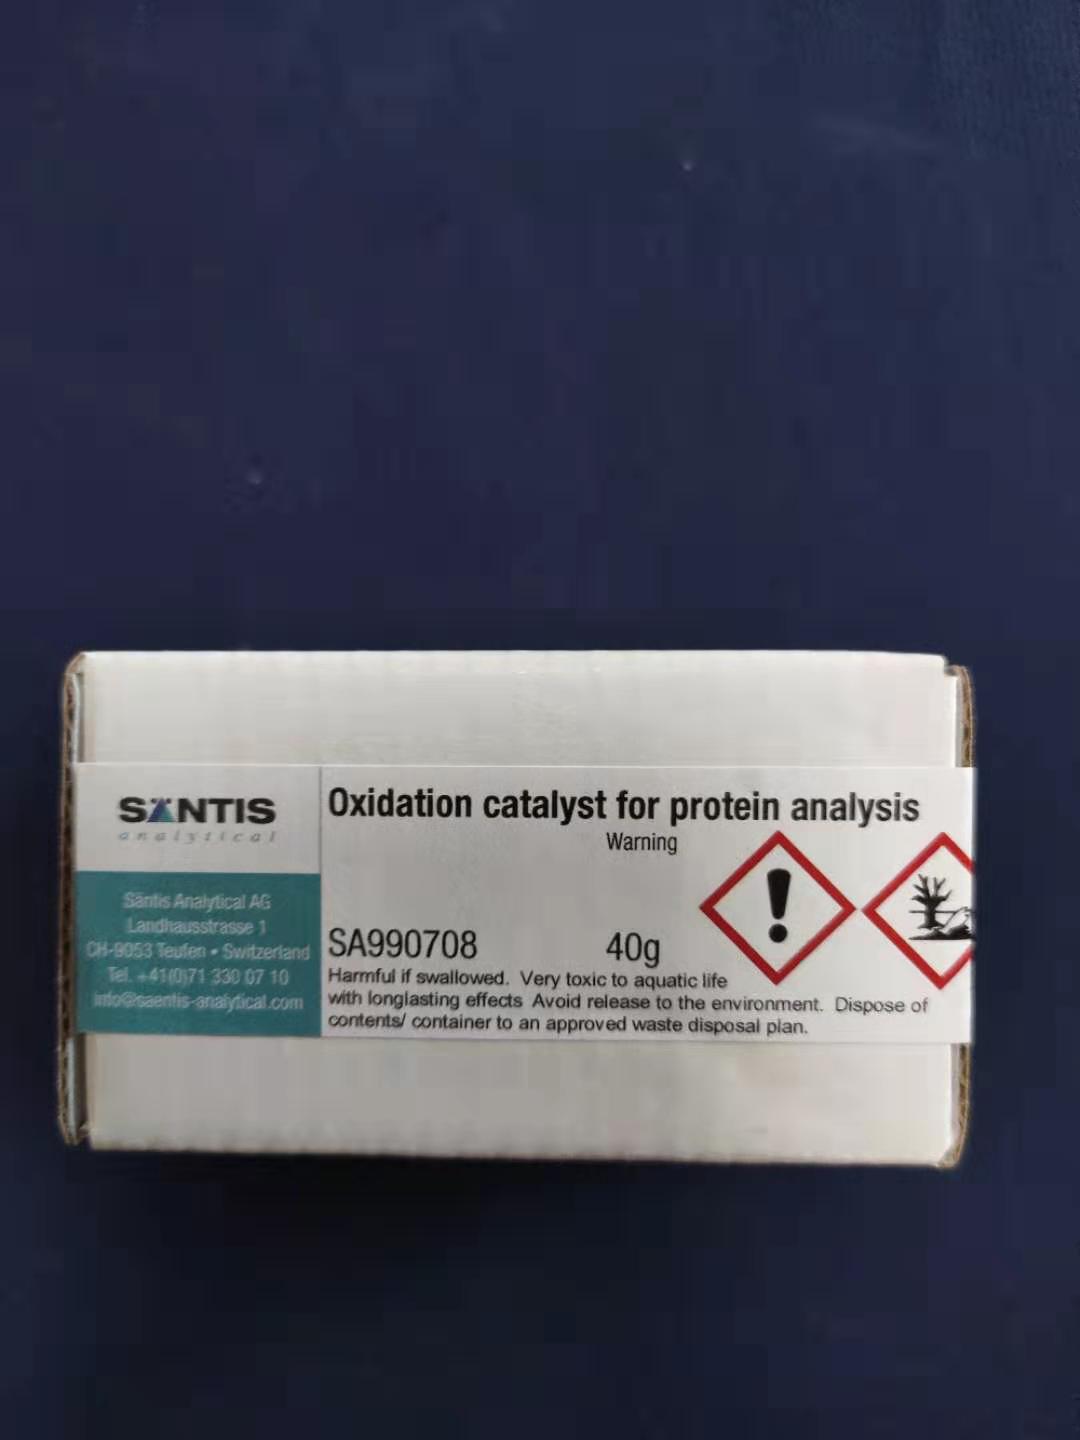 SÄNTIS
analytical
Säntis Analytical AG
Landhausstrasse 1
CH-9053 Teufen • Switzerland
Tel. +41(0)71 330 07 10
info@saentis-analytical.com
Oxidation catalyst for protein analysis
Warning
SA990708 40g
Harmful if swallowed. Very toxic to aquatic life
with longlasting effects Avoid release to the environment. Dispose of
contents/ container to an approved waste disposal plan.